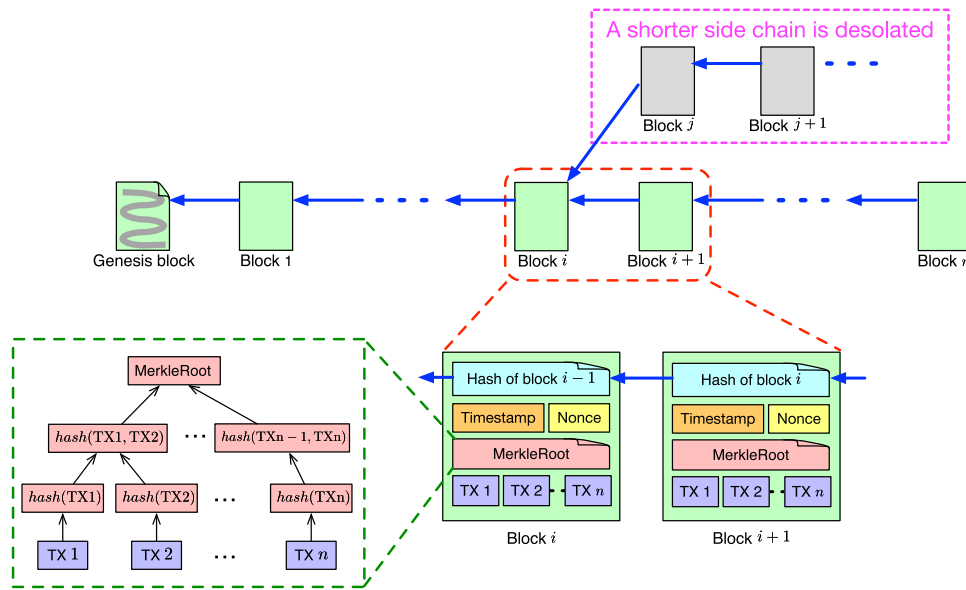 A shorter side chain is desolated
Block j
Block j + 1
Genesis block
Block 1
Block i
Block i + 1
Block
MerkleRoot
hash(TX1, TX2)
hash(TXn − 1, TXn)
hash(TX1)
hash(TX2)
hash(TXn)
TX 1
TX 2
TX n
Hash of block i − 1
Timestamp
Nonce
MerkleRoot
TX 1
TX 2
TX n
Block i
Hash of block i
Timestamp
Nonce
MerkleRoot
TX 1
TX 2
TX n
Block i + 1